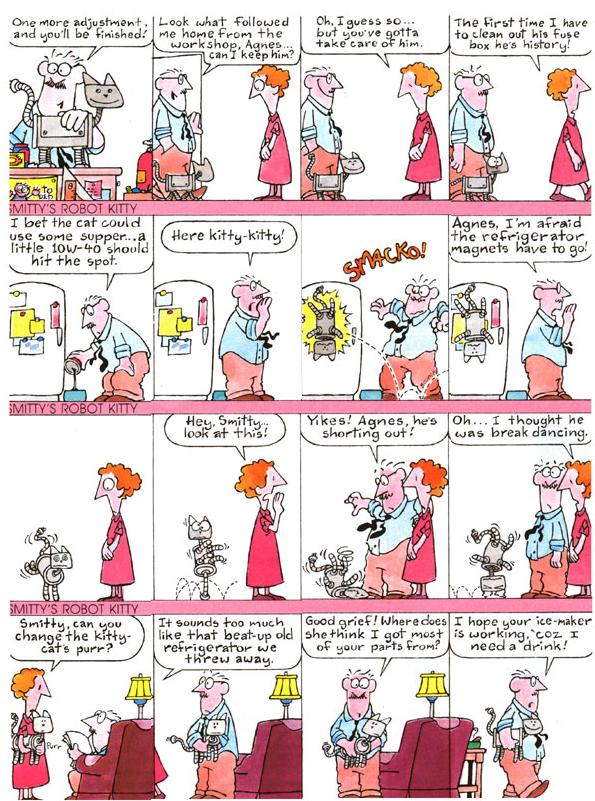 One more adjustment,
and you'll be finished!
Look what followed
me home from the
workshop, Agnes...
can I keep him?
Oh, I guess so...
but you've gotta
take care of him.
The first time I have
to clean out his fuse
box he's history!
SMITTY'S ROBOT KITTY
I bet the cat could
use some supper...a
little 10W-40 should
hit the spot.
Here kitty-kitty!
SMACKO!
Agnes, I'm afraid
the refrigerator
magnets have to go!
SMITTY'S ROBOT KITTY
Hey, Smitty...
look at this!
Yikes! Agnes, he's
shorting out!
Oh... I thought he
was break dancing.
SMITTY'S ROBOT KITTY
Smitty, can you
change the kitty-
cat's purr?
Purr
It sounds too much
like that beat-up old
refrigerator we
threw away.
Good grief! Where does
she think I got most
of your parts from?
I hope your ice-maker
is working, 'coz I
need a drink!